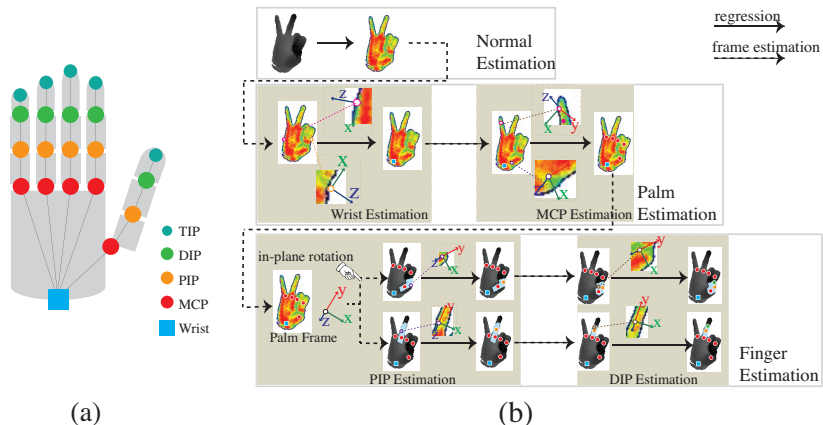 TIP
DIP
PIP
MCP
Wrist
(a)
regression
frame estimation
Normal
Estimation
z
x
x
z
Wrist Estimation
z
x
y
z
x
MCP Estimation
Palm
Estimation
in-plane rotation
y
z
x
Palm Frame
y
x
z
x
PIP Estimation
y
x
y
x
DIP Estimation
Finger
Estimation
(b)